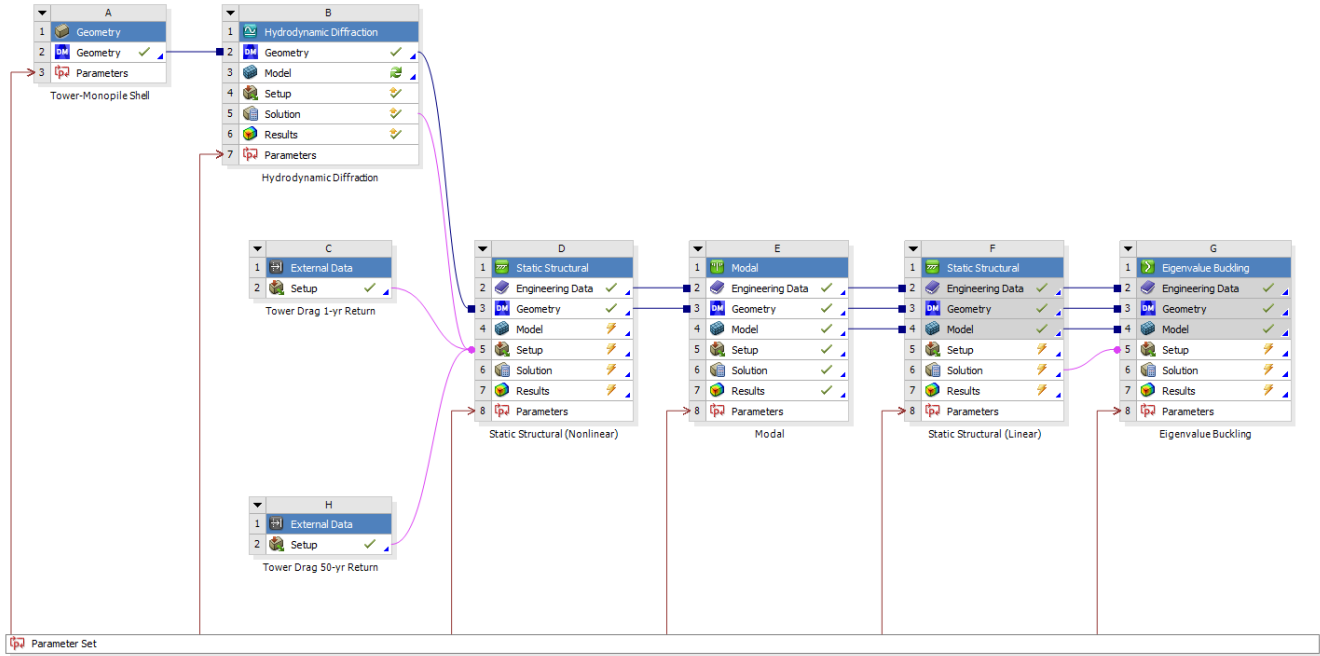 A
1 Geometry
2 DM Geometry
3 Parameters
Tower-Monopile Shell
B
1 Hydrodynamic Diffraction
2 DM Geometry
3 Model
4 Setup
5 Solution
6 Results
7 Parameters
Hydrodynamic Diffraction
C
1 External Data
2 Setup
Tower Drag 1-yr Return
D
1 Static Structural
2 Engineering Data
3 DM Geometry
4 Model
5 Setup
6 Solution
7 Results
8 Parameters
Static Structural (Nonlinear)
E
1 Modal
2 Engineering Data
3 DM Geometry
4 Model
5 Setup
6 Solution
7 Results
8 Parameters
Modal
F
1 Static Structural
2 Engineering Data
3 DM Geometry
4 Model
5 Setup
6 Solution
7 Results
8 Parameters
Static Structural (Linear)
G
1 Eigenvalue Buckling
2 Engineering Data
3 DM Geometry
4 Model
5 Setup
6 Solution
7 Results
8 Parameters
Eigenvalue Buckling
H
1 External Data
2 Setup
Tower Drag 50-yr Return
Parameter Set